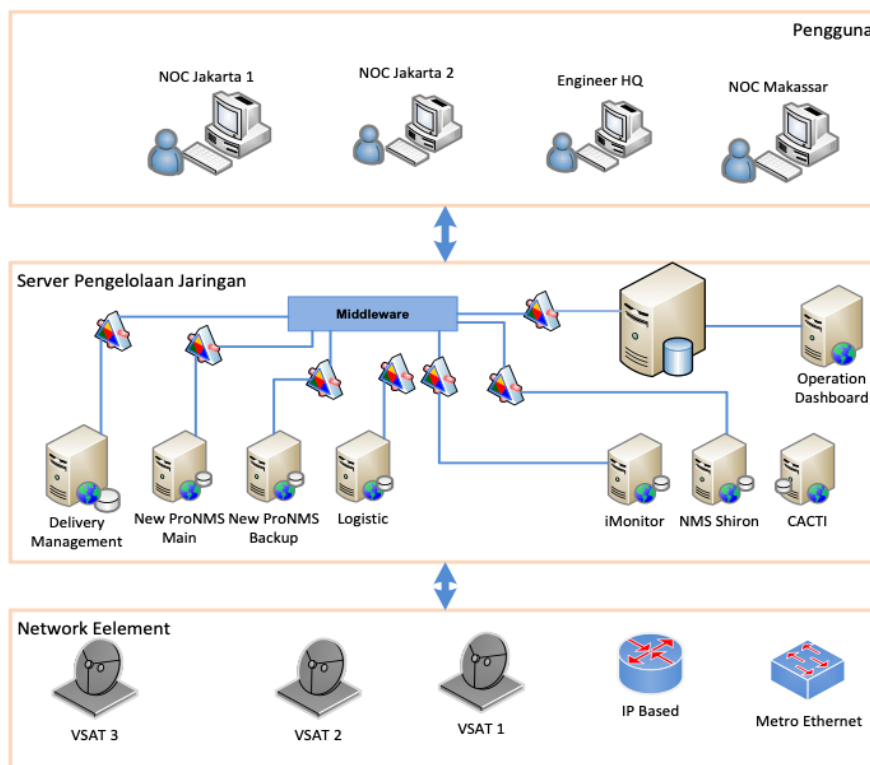 Pengguna
NOC Jakarta 1
NOC Jakarta 2
Engineer HQ
NOC Makassar
Server Pengelolaan Jaringan
Middleware
Operation
Dashboard
Delivery
Management
New ProNMS
Main
New ProNMS
Backup
Logistic
iMonitor
NMS Shiron
CACTI
Network Eelement
VSAT 3
VSAT 2
VSAT 1
IP Based
Metro Ethernet